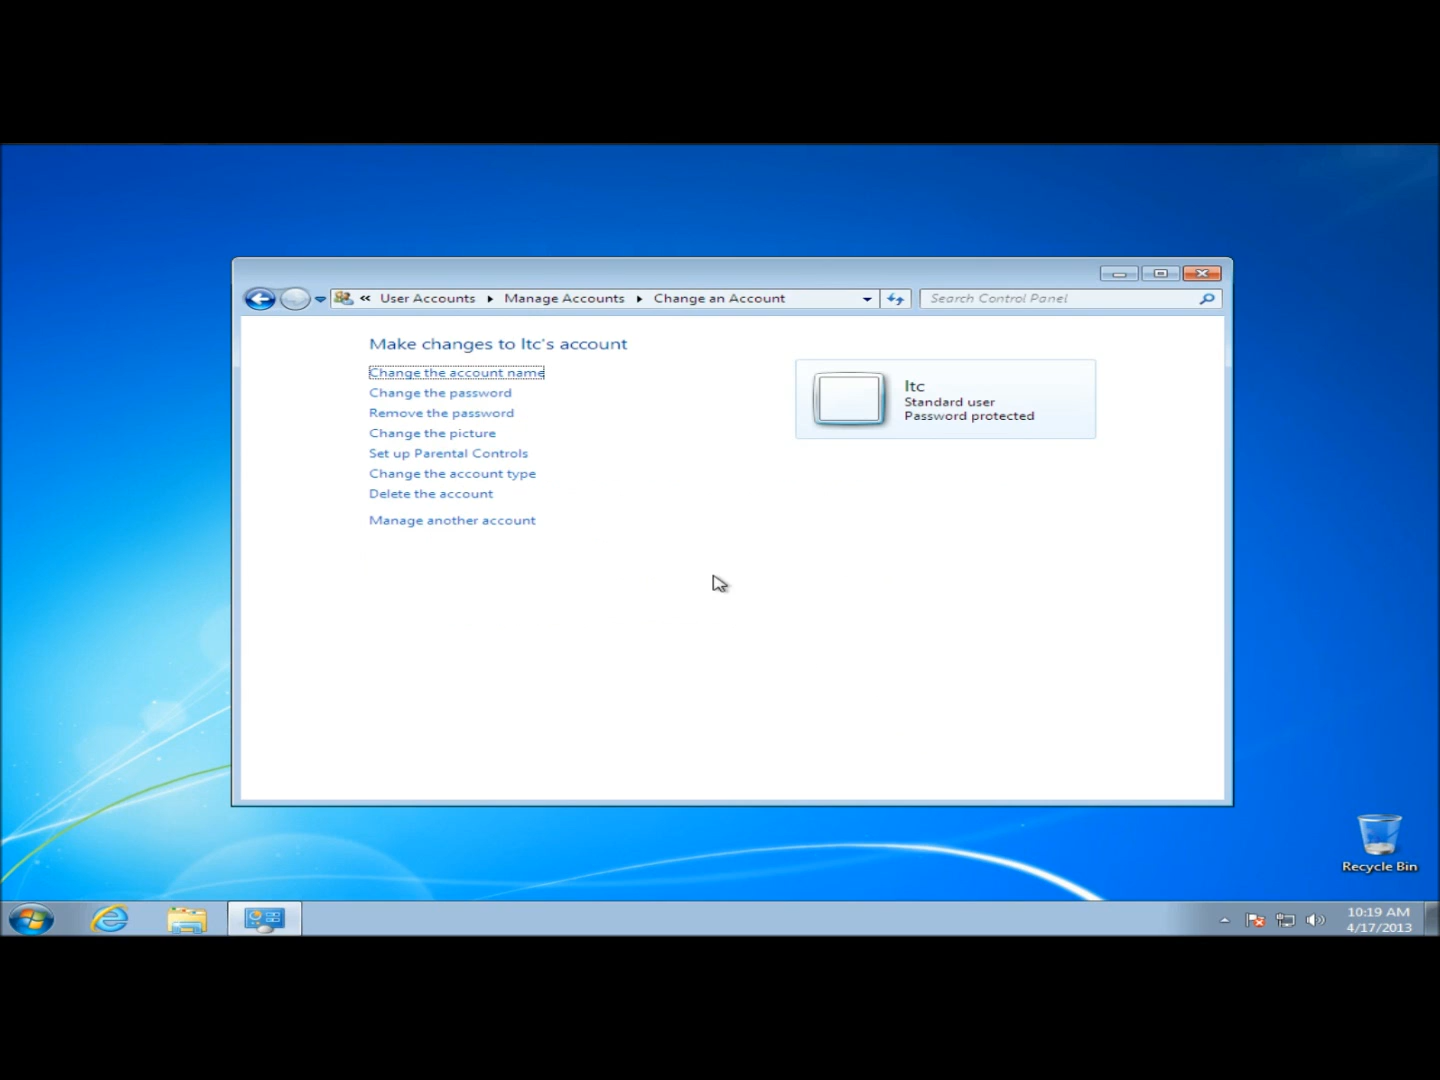 « User Accounts ▸ Manage Accounts ▸ Change an Account
Search Control Panel
Make changes to ltc's account
Change the account name
Change the password
Remove the password
Change the picture
Set up Parental Controls
Change the account type
Delete the account
Manage another account
ltc
Standard user
Password protected
Recycle Bin
10:19 AM
4/17/2013